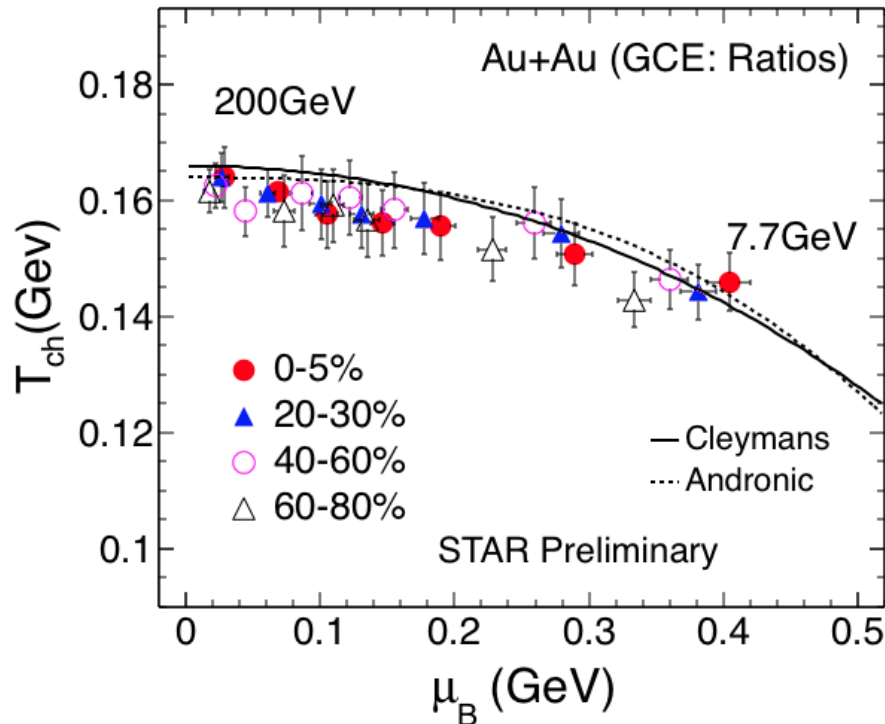 Au+Au (GCE: Ratios)
0.18
200GeV
0.16
7.7GeV
T_ch(Gev)
0.14
0-5%
20-30%
0.12
40-60%
Cleymans
Andronic
60-80%
0.1
STAR Preliminary
0 0.1 0.2 0.3 0.4 0.5
μ_B (GeV)